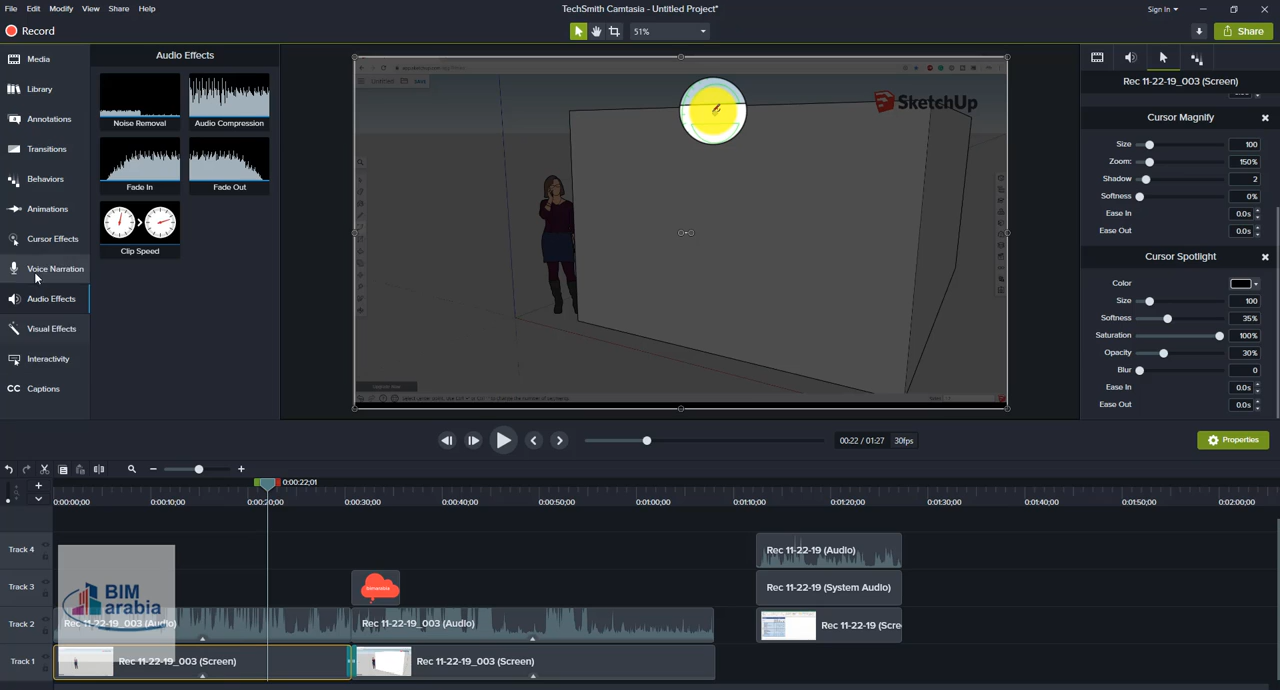 File Edit Modify View Share Help
TechSmith Camtasia - Untitled Project*
Sign In
Record
51%
Share
Media
Library
Annotations
Transitions
Behaviors
Animations
Cursor Effects
Voice Narration
Audio Effects
Visual Effects
Interactivity
CC Captions
Audio Effects
Noise Removal
Audio Compression
Fade In
Fade Out
Clip Speed
SketchUp
Rec 11-22-19_003 (Screen)
Cursor Magnify
Size 100
Zoom: 150%
Shadow 2
Softness 0%
Ease In 0.0s
Ease Out 0.0s
Cursor Spotlight
Color
Size 100
Softness 35%
Saturation 100%
Opacity 30%
Blur 0
Ease In 0.0s
Ease Out 0.0s
00:22 / 01:27 30fps
Properties
0:00:22;01
0:00:00;00 0:00:10;00 0:00:20;00 0:00:30;00 0:00:40;00 0:00:50;00 0:01:00;00 0:01:10;00 0:01:20;00 0:01:30;00 0:01:40;00 0:01:50;00 0:02:00;00
Track 4
Rec 11-22-19 (Audio)
Track 3
Rec 11-22-19 (System Audio)
BIM
arabia
Track 2
Rec 11-22-19_003 (Audio)
Rec 11-22-19_003 (Audio)
Rec 11-22-19 (Scre
Track 1
Rec 11-22-19_003 (Screen)
Rec 11-22-19_003 (Screen)